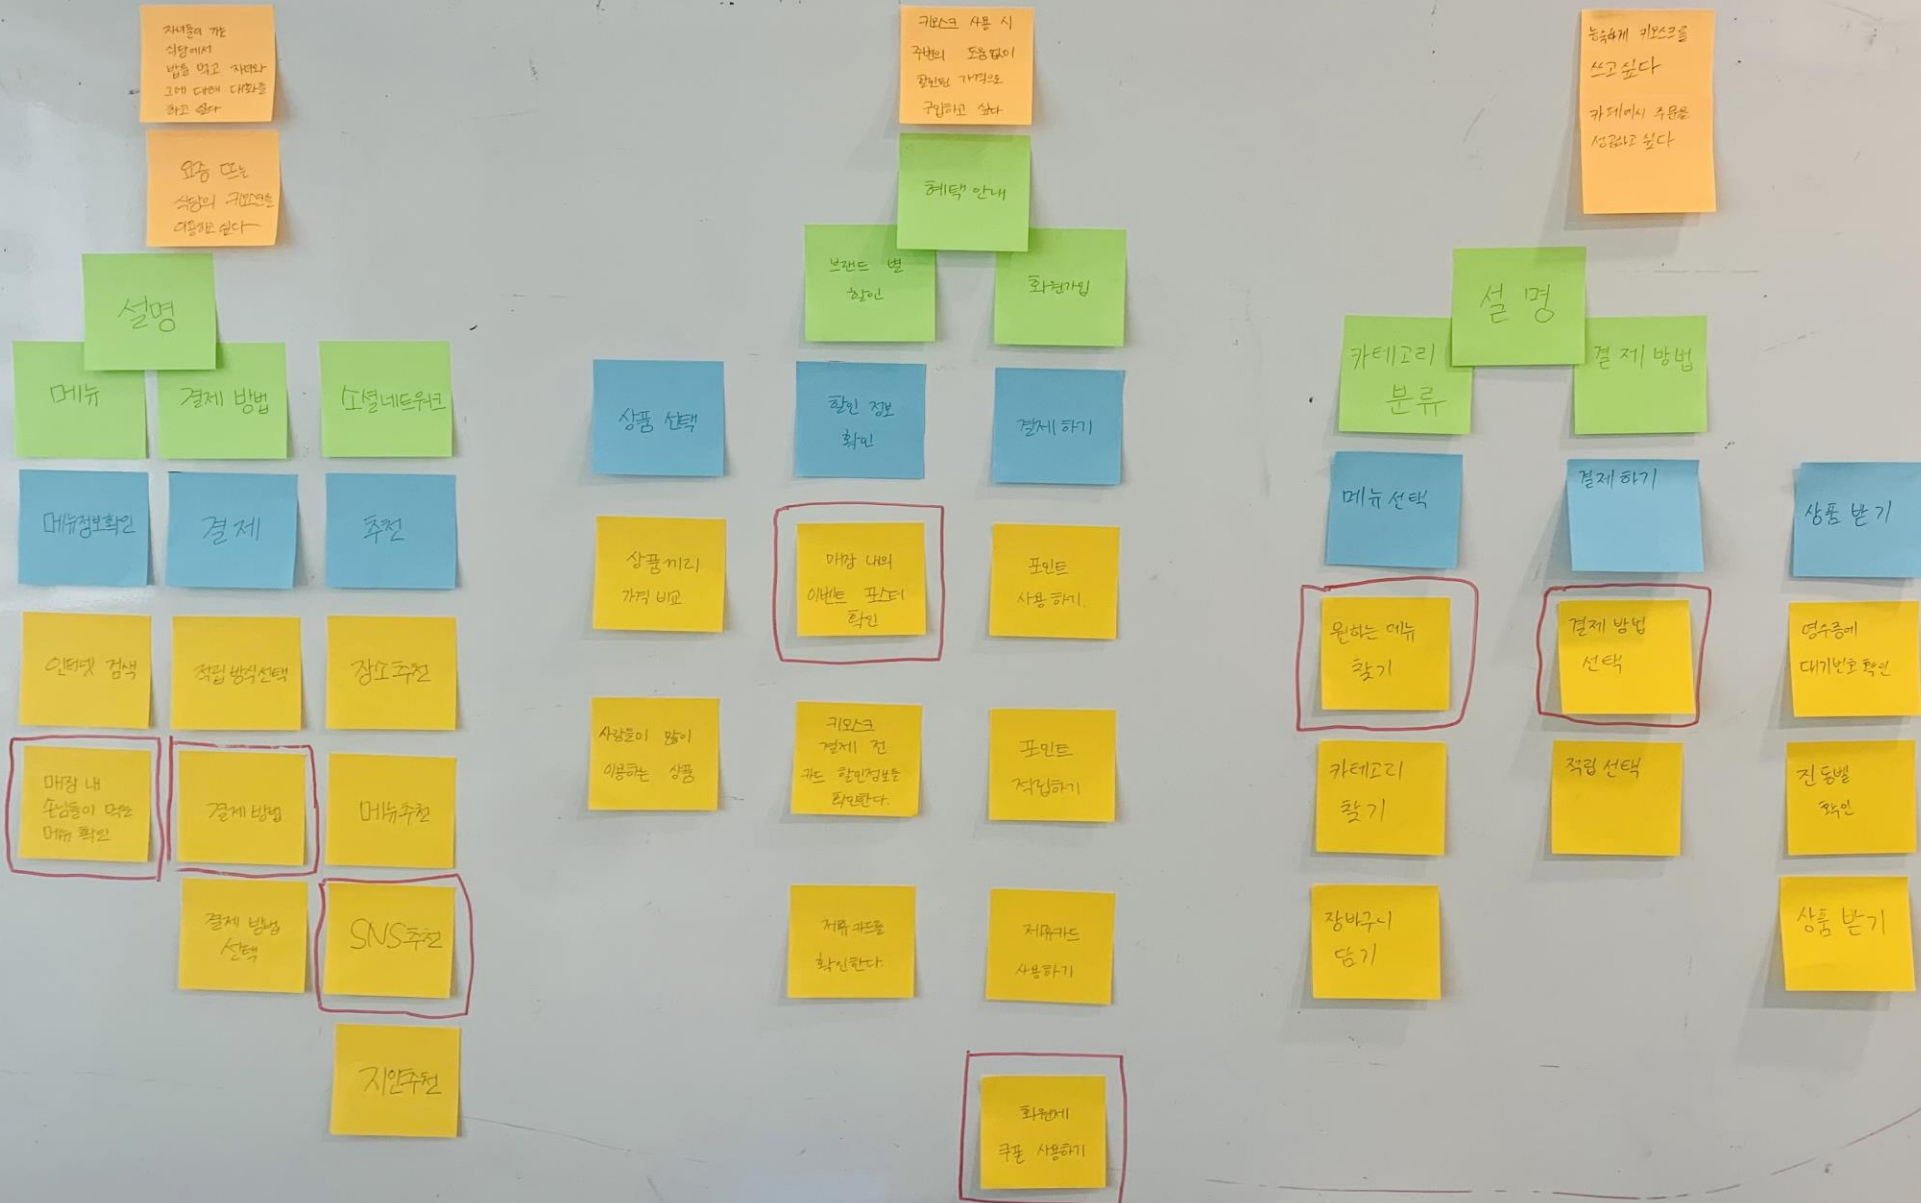 자녀들이 가는
식당에서
밥을 먹고 자녀와
그에 대해 대화를
하고 싶다
요즘 뜨는
식당의 키오스크를
이용하고 싶다
설명
메뉴
결제 방법
소셜네트워크
메뉴정보확인
결제
추천
인터넷 검색
적립 방식선택
장소추천
매장 내
손님들이 먹는
메뉴 확인
결제 방법
메뉴추천
결제 방법
선택
SNS추천
지인추천
키오스크 사용 시
주변의 도움없이
할인된 가격으로
구입하고 싶다.
혜택 안내
브랜드 별
할인
회원가입
상품 선택
할인 정보
확인
결제하기
상품끼리
가격 비교
매장 내의
이벤트 포스터
확인
포인트
사용하기.
사람들이 많이
이용하는 상품
키오스크
결제 전
카드 할인정보를
확인한다.
포인트
적립하기
제휴카드를
확인한다.
제휴카드
사용하기
회원제
쿠폰 사용하기
능숙하게 키오스크를
쓰고싶다
카페에서 주문을
성공하고 싶다
설명
카테고리
분류
결제방법
메뉴선택
결제하기
상품 받기
원하는 메뉴
찾기
결제 방법
선택
영수증에
대기번호확인
카테고리
찾기
적립 선택
진동벨
확인
장바구니
담기
상품 받기